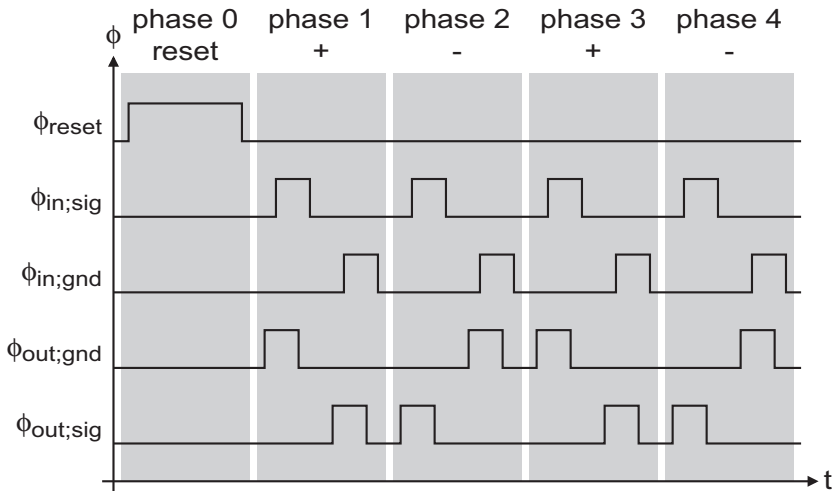 phase 0 phase 1 phase 2 phase 3 phase 4
ϕ reset + - + -
ϕreset
ϕin;sig
ϕin;gnd
ϕout;gnd
ϕout;sig
t